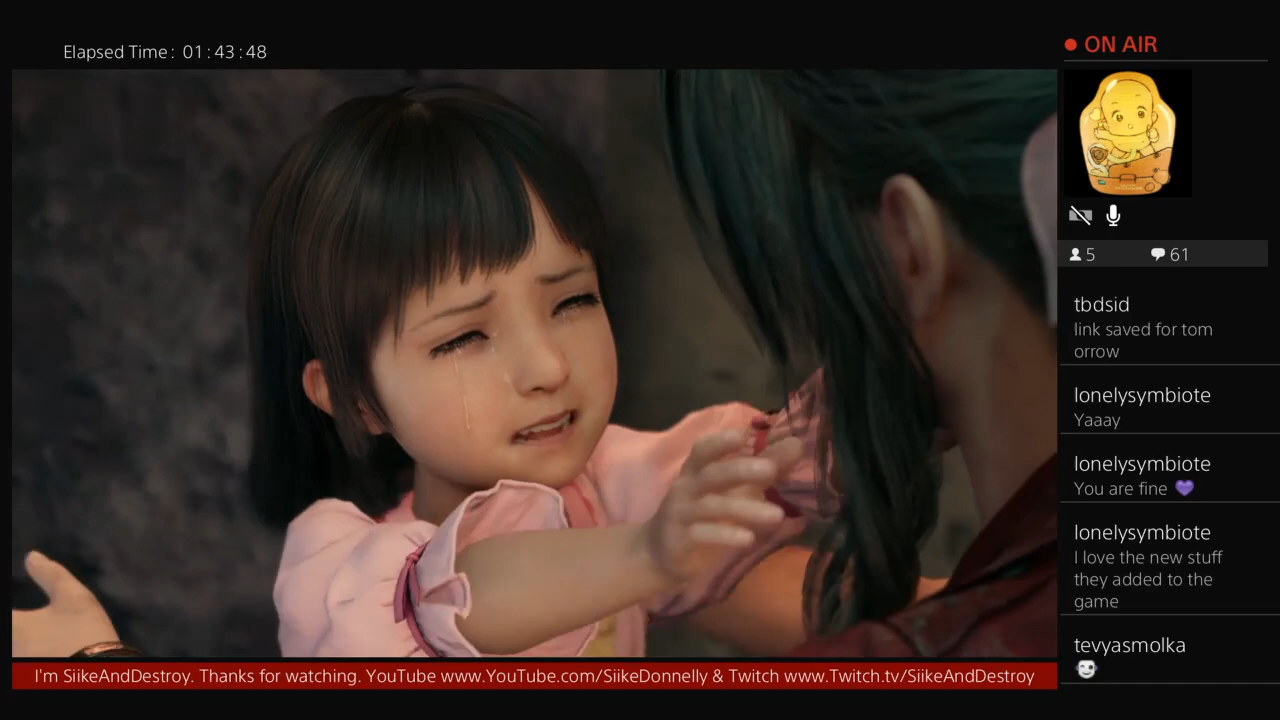 Elapsed Time: 01:43:48
ON AIR
5 61
tbdsid
link saved for tom
orrow
lonelysymbiote
Yaaay
lonelysymbiote
You are fine 💜
lonelysymbiote
I love the new stuff
they added to the
game
tevyasmolka
I'm SiikeAndDestroy. Thanks for watching. YouTube www.YouTube.com/SiikeDonnelly & Twitch www.Twitch.tv/SiikeAndDestroy